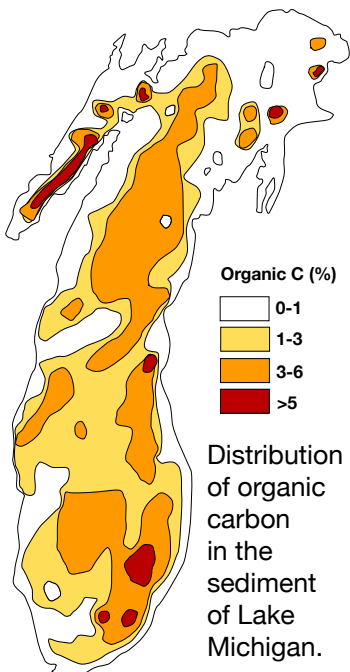 Organic C (%)
0-1
1-3
3-6
>5
Distribution
of organic
carbon
in the
sediment
of Lake
Michigan.